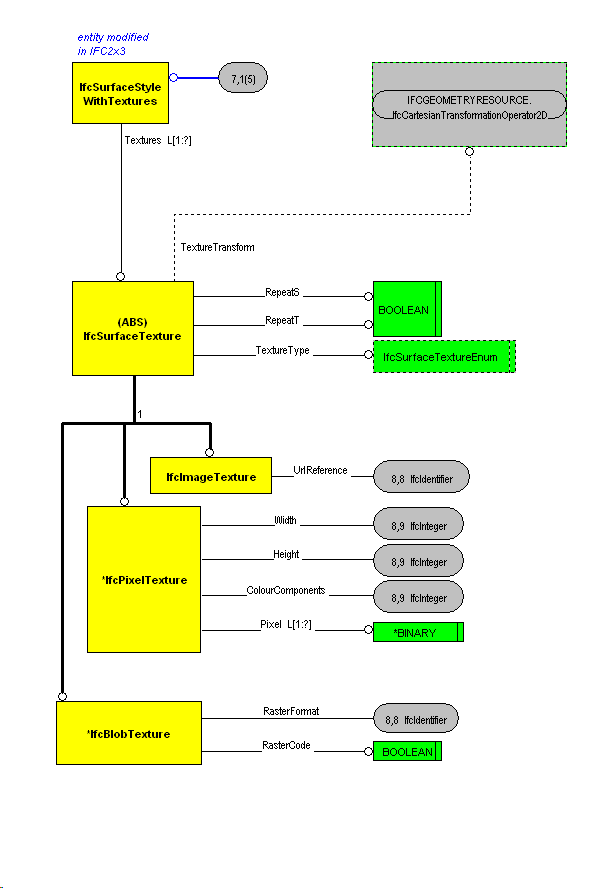 entity modified
in IFC2x3
IfcSurfaceStyle
WithTextures
7,1(5)
IFCGEOMETRYRESOURCE.
IfcCartesianTransformationOperator2D
Textures L[1:?]
TextureTransform
(ABS)
IfcSurfaceTexture
RepeatS
RepeatT
BOOLEAN
TextureType
IfcSurfaceTextureEnum
1
IfcImageTexture
UrlReference
8,8 IfcIdentifier
*IfcPixelTexture
Width
8,9 IfcInteger
Height
8,9 IfcInteger
ColourComponents
8,9 IfcInteger
Pixel L[1:?]
*BINARY
*IfcBlobTexture
RasterFormat
8,8 IfcIdentifier
RasterCode
BOOLEAN